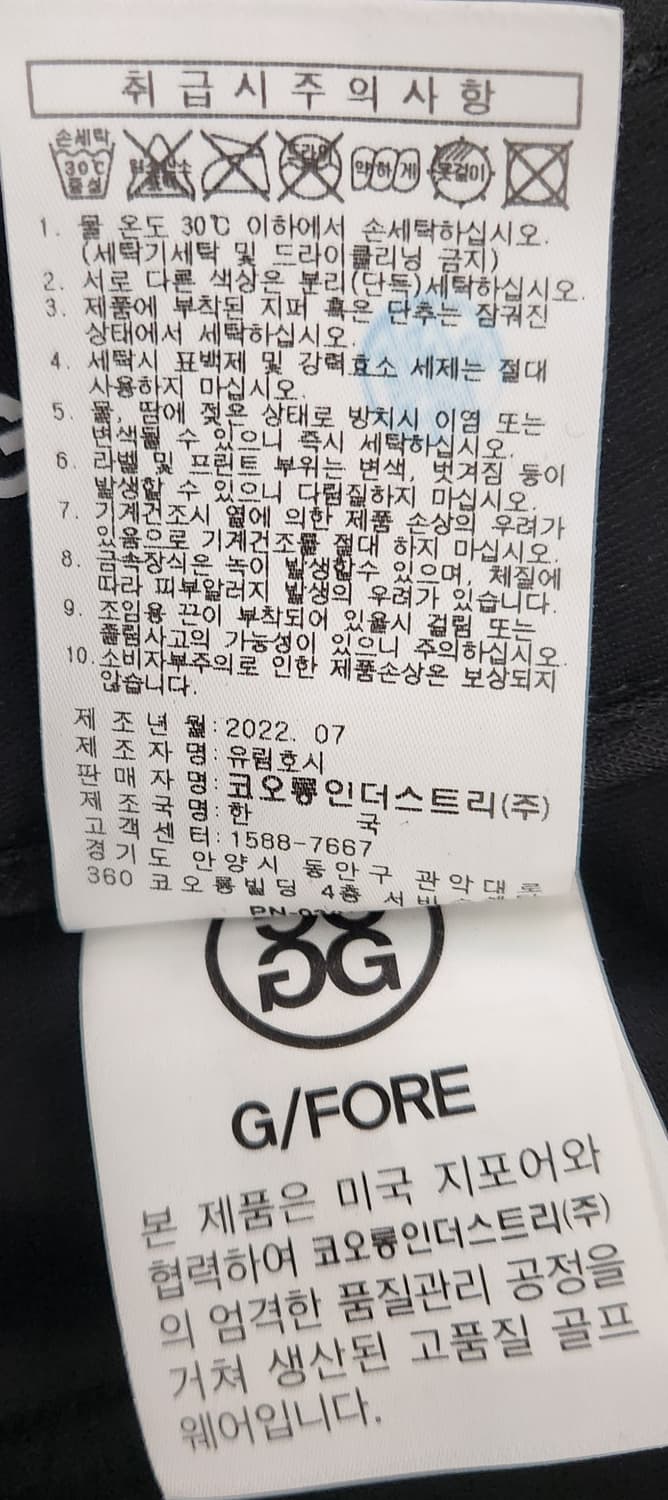 취급시주의사항
손세탁 30℃ 중성
드라이
약하게
옷걸이
1. 물 온도 30℃ 이하에서 손세탁하십시오.
(세탁기세탁 및 드라이클리닝 금지)
2. 서로 다른 색상은 분리(단독)세탁하십시오.
3. 제품에 부착된 지퍼 혹은 단추는 잠궈진
상태에서 세탁하십시오.
4. 세탁시 표백제 및 강력효소 세제는 절대
사용하지 마십시오.
5. 물, 땀에 젖은 상태로 방치시 이염 또는
변색될 수 있으니 즉시 세탁하십시오.
6. 라벨 및 프린트 부위는 변색, 벗겨짐 등이
발생할 수 있으니 다림질하지 마십시오.
7. 기계건조시 열에 의한 제품 손상의 우려가
있음으로 기계건조를 절대 하지 마십시오.
8. 금속장식은 녹이 발생할수 있으며, 체질에
따라 피부알러지 발생의 우려가 있습니다.
9. 조임용 끈이 부착되어 있을시 걸림 또는
졸림사고의 가능성이 있으니 주의하십시오.
10. 소비자부주의로 인한 제품손상은 보상되지
않습니다.
제조년월: 2022. 07
제조자명: 유림호시
판매자명: 코오롱인더스트리(주)
제조국명: 한국
고객센터: 1588-7667
경기도 안양시 동안구 관악대로
360 코오롱빌딩 4층
G/FORE
본 제품은 미국 지포어와
협력하여 코오롱인더스트리(주)
의 엄격한 품질관리 공정을
거쳐 생산된 고품질 골프
웨어입니다.